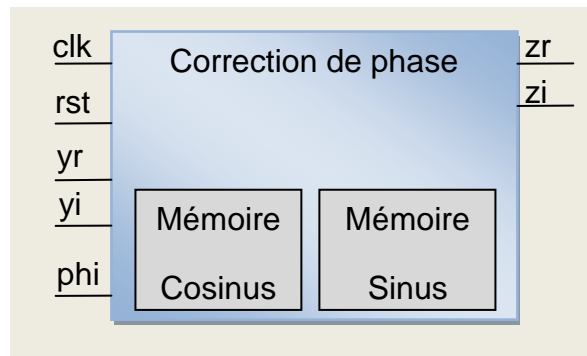 clk
rst
yr
yi
phi
Correction de phase
Mémoire
Cosinus
Mémoire
Sinus
zr
zi